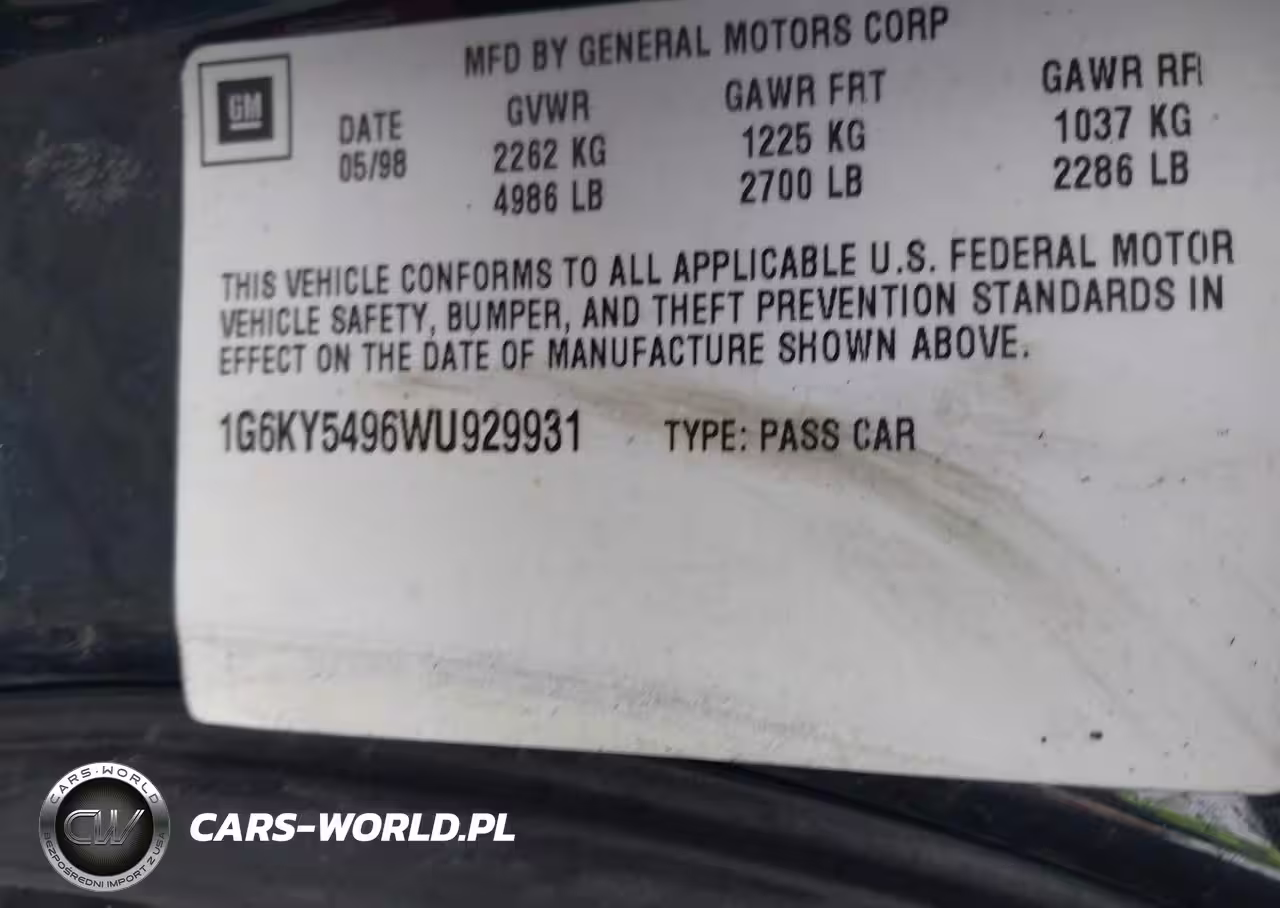 MFD BY GENERAL MOTORS CORP
GM
DATE GVWR GAWR FRT GAWR RR
05/98 2262 KG 1225 KG 1037 KG
4986 LB 2700 LB 2286 LB
THIS VEHICLE CONFORMS TO ALL APPLICABLE U.S. FEDERAL MOTOR
VEHICLE SAFETY, BUMPER, AND THEFT PREVENTION STANDARDS IN
EFFECT ON THE DATE OF MANUFACTURE SHOWN ABOVE.
1G6KY5496WU929931 TYPE: PASS CAR
CARS-WORLD
CW
BEZPOŚREDNI IMPORT Z USA
CARS-WORLD.PL